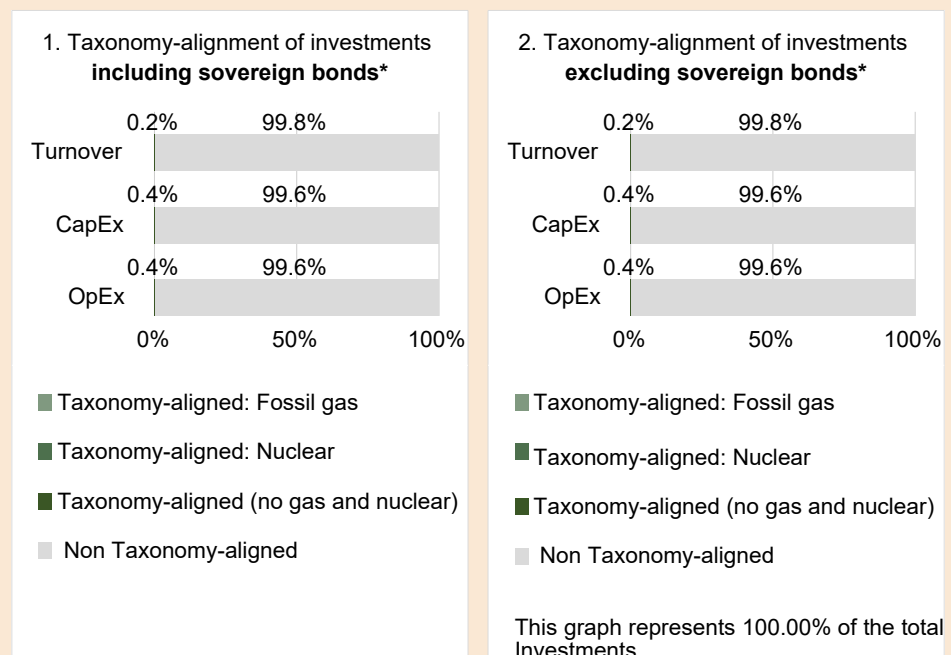 1. Taxonomy-alignment of investments
including sovereign bonds*
0.2% 99.8%
Turnover
0.4% 99.6%
CapEx
0.4% 99.6%
OpEx
0% 50% 100%
Taxonomy-aligned: Fossil gas
Taxonomy-aligned: Nuclear
Taxonomy-aligned (no gas and nuclear)
Non Taxonomy-aligned
2. Taxonomy-alignment of investments
excluding sovereign bonds*
0.2% 99.8%
Turnover
0.4% 99.6%
CapEx
0.4% 99.6%
OpEx
0% 50% 100%
Taxonomy-aligned: Fossil gas
Taxonomy-aligned: Nuclear
Taxonomy-aligned (no gas and nuclear)
Non Taxonomy-aligned
This graph represents 100.00% of the total
Investments